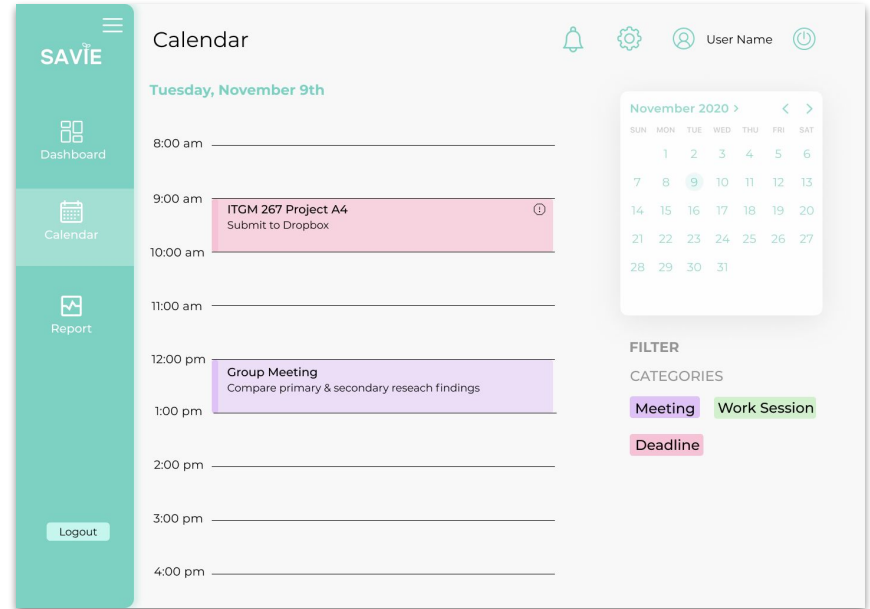 SAVIE
Dashboard
Calendar
Report
Logout
Calendar
User Name
Tuesday, November 9th
8:00 am
9:00 am
ITGM 267 Project A4
Submit to Dropbox
10:00 am
11:00 am
12:00 pm
Group Meeting
Compare primary & secondary reseach findings
1:00 pm
2:00 pm
3:00 pm
4:00 pm
November 2020 >
SUN MON TUE WED THU FRI SAT
1 2 3 4 5 6
7 8 9 10 11 12 13
14 15 16 17 18 19 20
21 22 23 24 25 26 27
28 29 30 31
FILTER
CATEGORIES
Meeting Work Session
Deadline